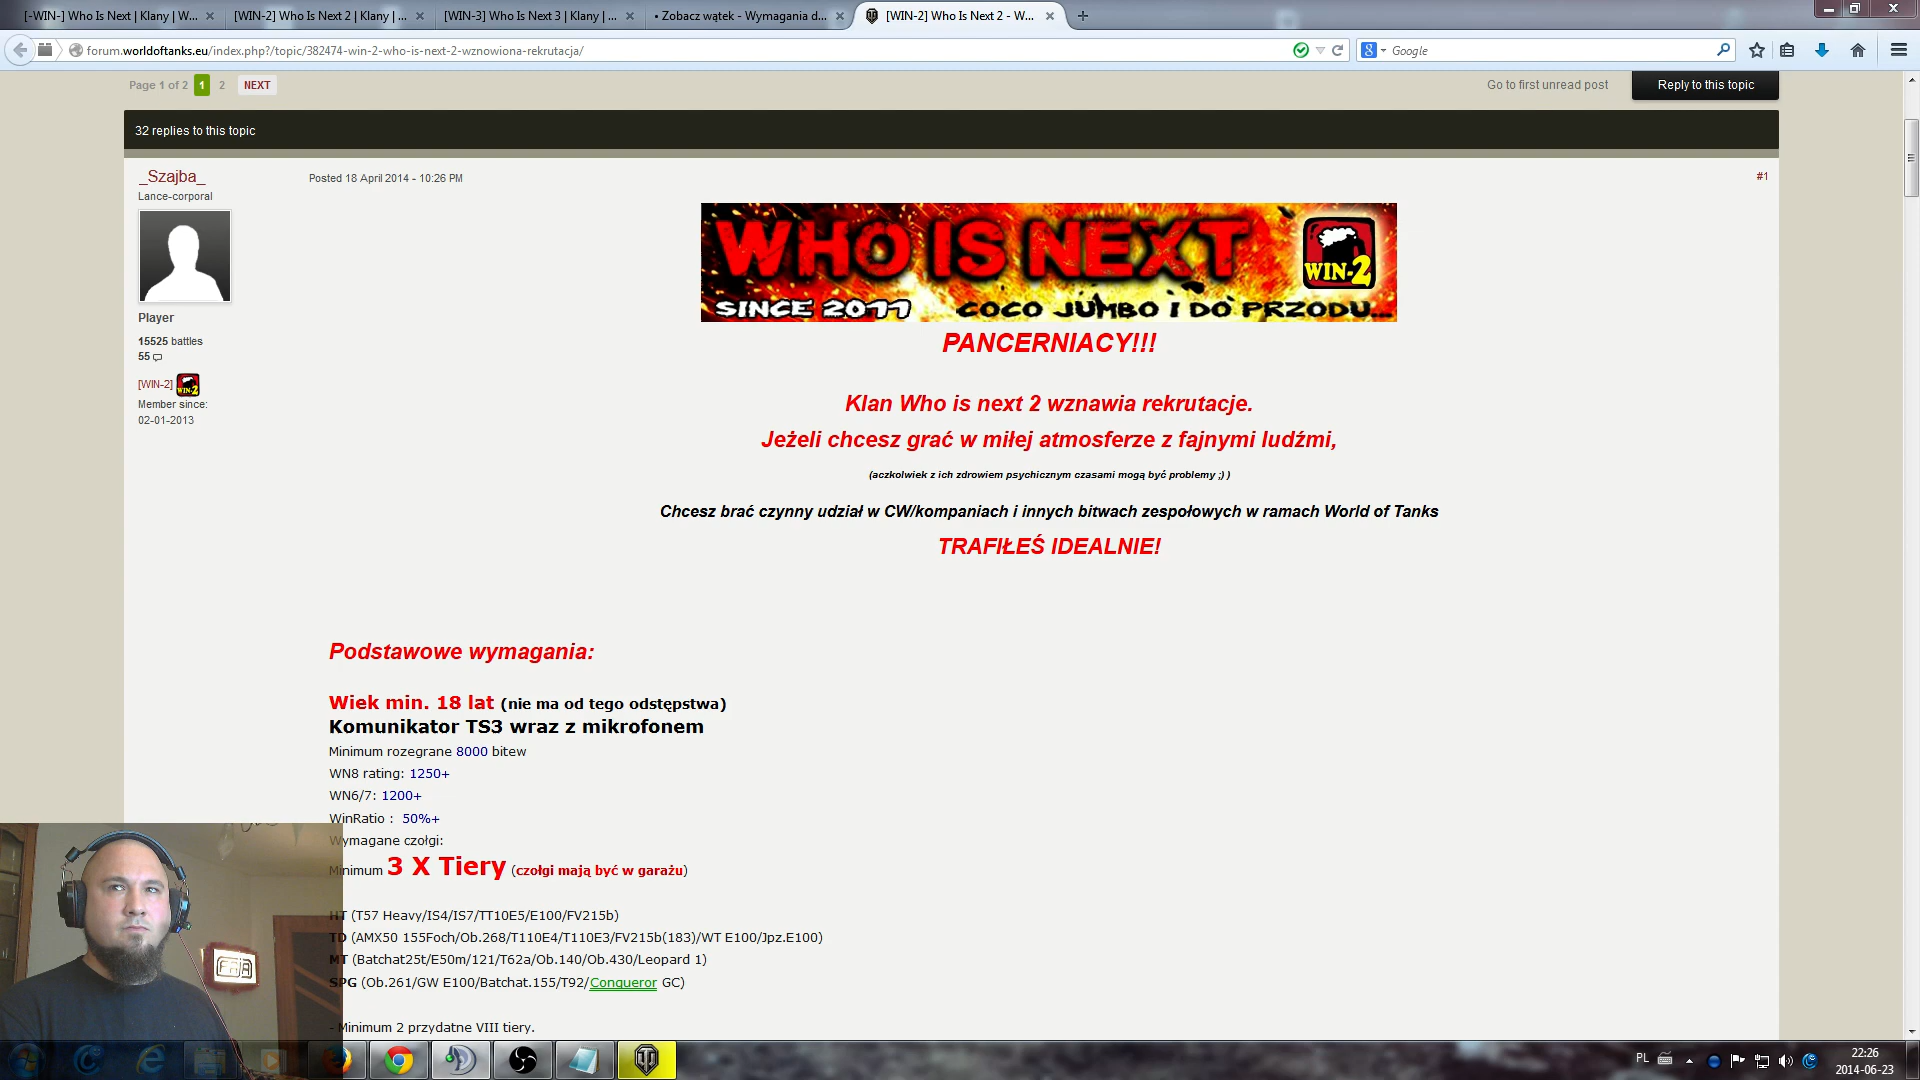 [-WIN-] Who Is Next | Klany | W...
[WIN-2] Who Is Next 2 | Klany | ...
[WIN-3] Who Is Next 3 | Klany | ...
• Zobacz wątek - Wymagania d...
[WIN-2] Who Is Next 2 - W...
forum.worldoftanks.eu/index.php?/topic/382474-win-2-who-is-next-2-wznowiona-rekrutacja/
Google
Page 1 of 2 1 2 NEXT
Go to first unread post
Reply to this topic
32 replies to this topic
_Szajba_
Lance-corporal
Player
15525 battles
55
[WIN-2]
WIN-2
Member since:
02-01-2013
Posted 18 April 2014 - 10:26 PM
#1
WHO IS NEXT
WIN-2
SINCE 2011 COCO JUMBO I DO PRZODU...
PANCERNIACY!!!
Klan Who is next 2 wznawia rekrutacje.
Jeżeli chcesz grać w miłej atmosferze z fajnymi ludźmi,
(aczkolwiek z ich zdrowiem psychicznym czasami mogą być problemy ;) )
Chcesz brać czynny udział w CW/kompaniach i innych bitwach zespołowych w ramach World of Tanks
TRAFIŁEŚ IDEALNIE!
Podstawowe wymagania:
Wiek min. 18 lat (nie ma od tego odstępstwa)
Komunikator TS3 wraz z mikrofonem
Minimum rozegrane 8000 bitew
WN8 rating: 1250+
WN6/7: 1200+
WinRatio : 50%+
Wymagane czołgi:
Minimum 3 X Tiery (czołgi mają być w garażu)
HT (T57 Heavy/IS4/IS7/TT10E5/E100/FV215b)
TD (AMX50 155Foch/Ob.268/T110E4/T110E3/FV215b(183)/WT E100/Jpz.E100)
MT (Batchat25t/E50m/121/T62a/Ob.140/Ob.430/Leopard 1)
SPG (Ob.261/GW E100/Batchat.155/T92/Conqueror GC)
- Minimum 2 przydatne VIII tiery.
PL
22:26
2014-06-23